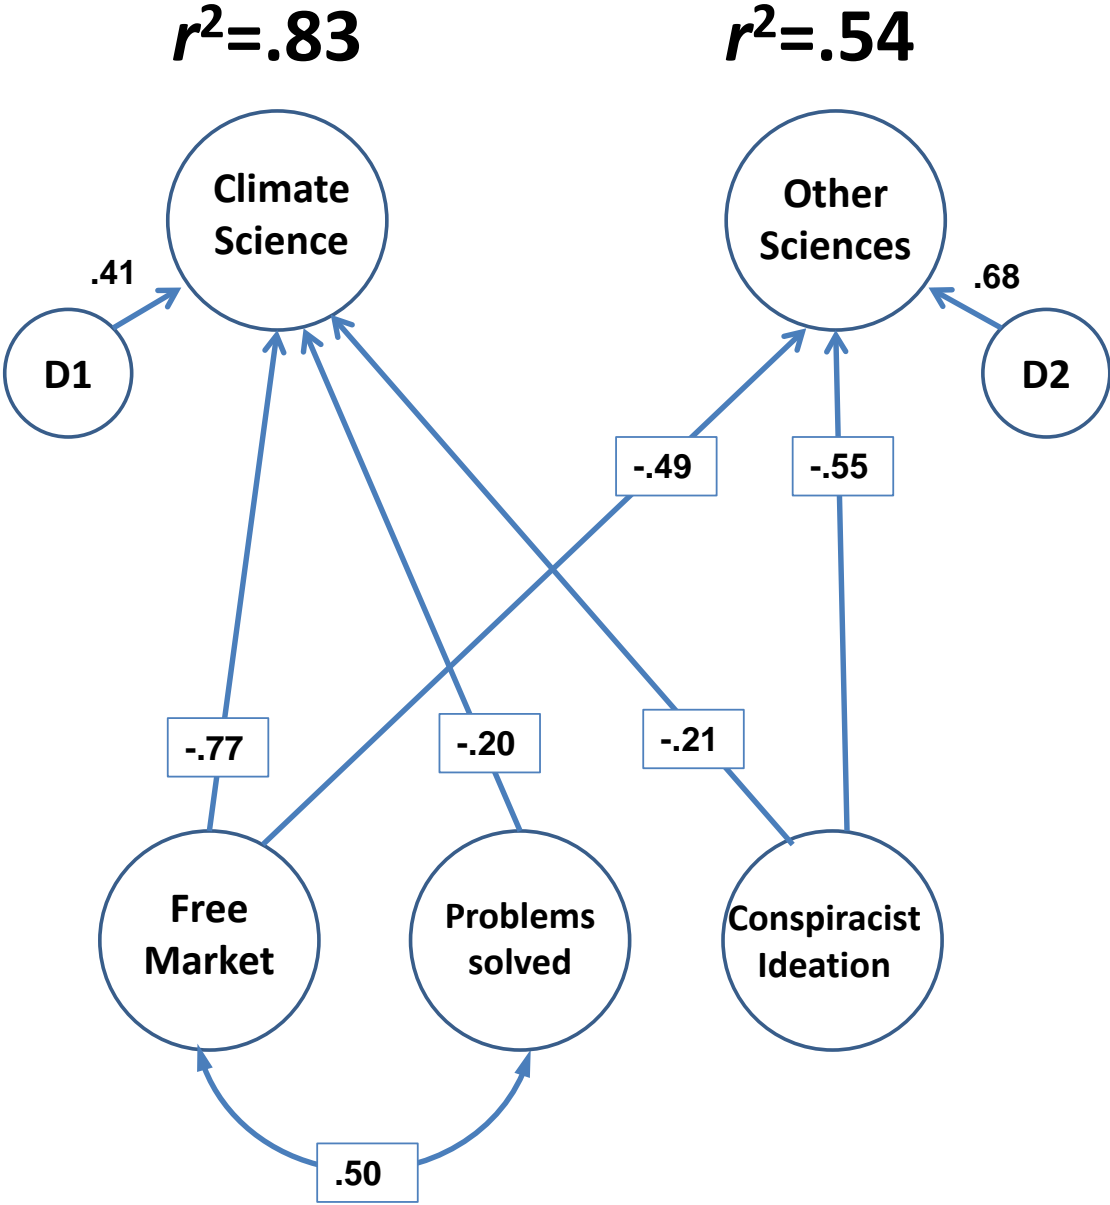 r²=.83
r²=.54
Climate
Science
Other
Sciences
.41
.68
D1
D2
-.49
-.55
-.77
-.20
-.21
Free
Market
Problems
solved
Conspiracist
Ideation
.50